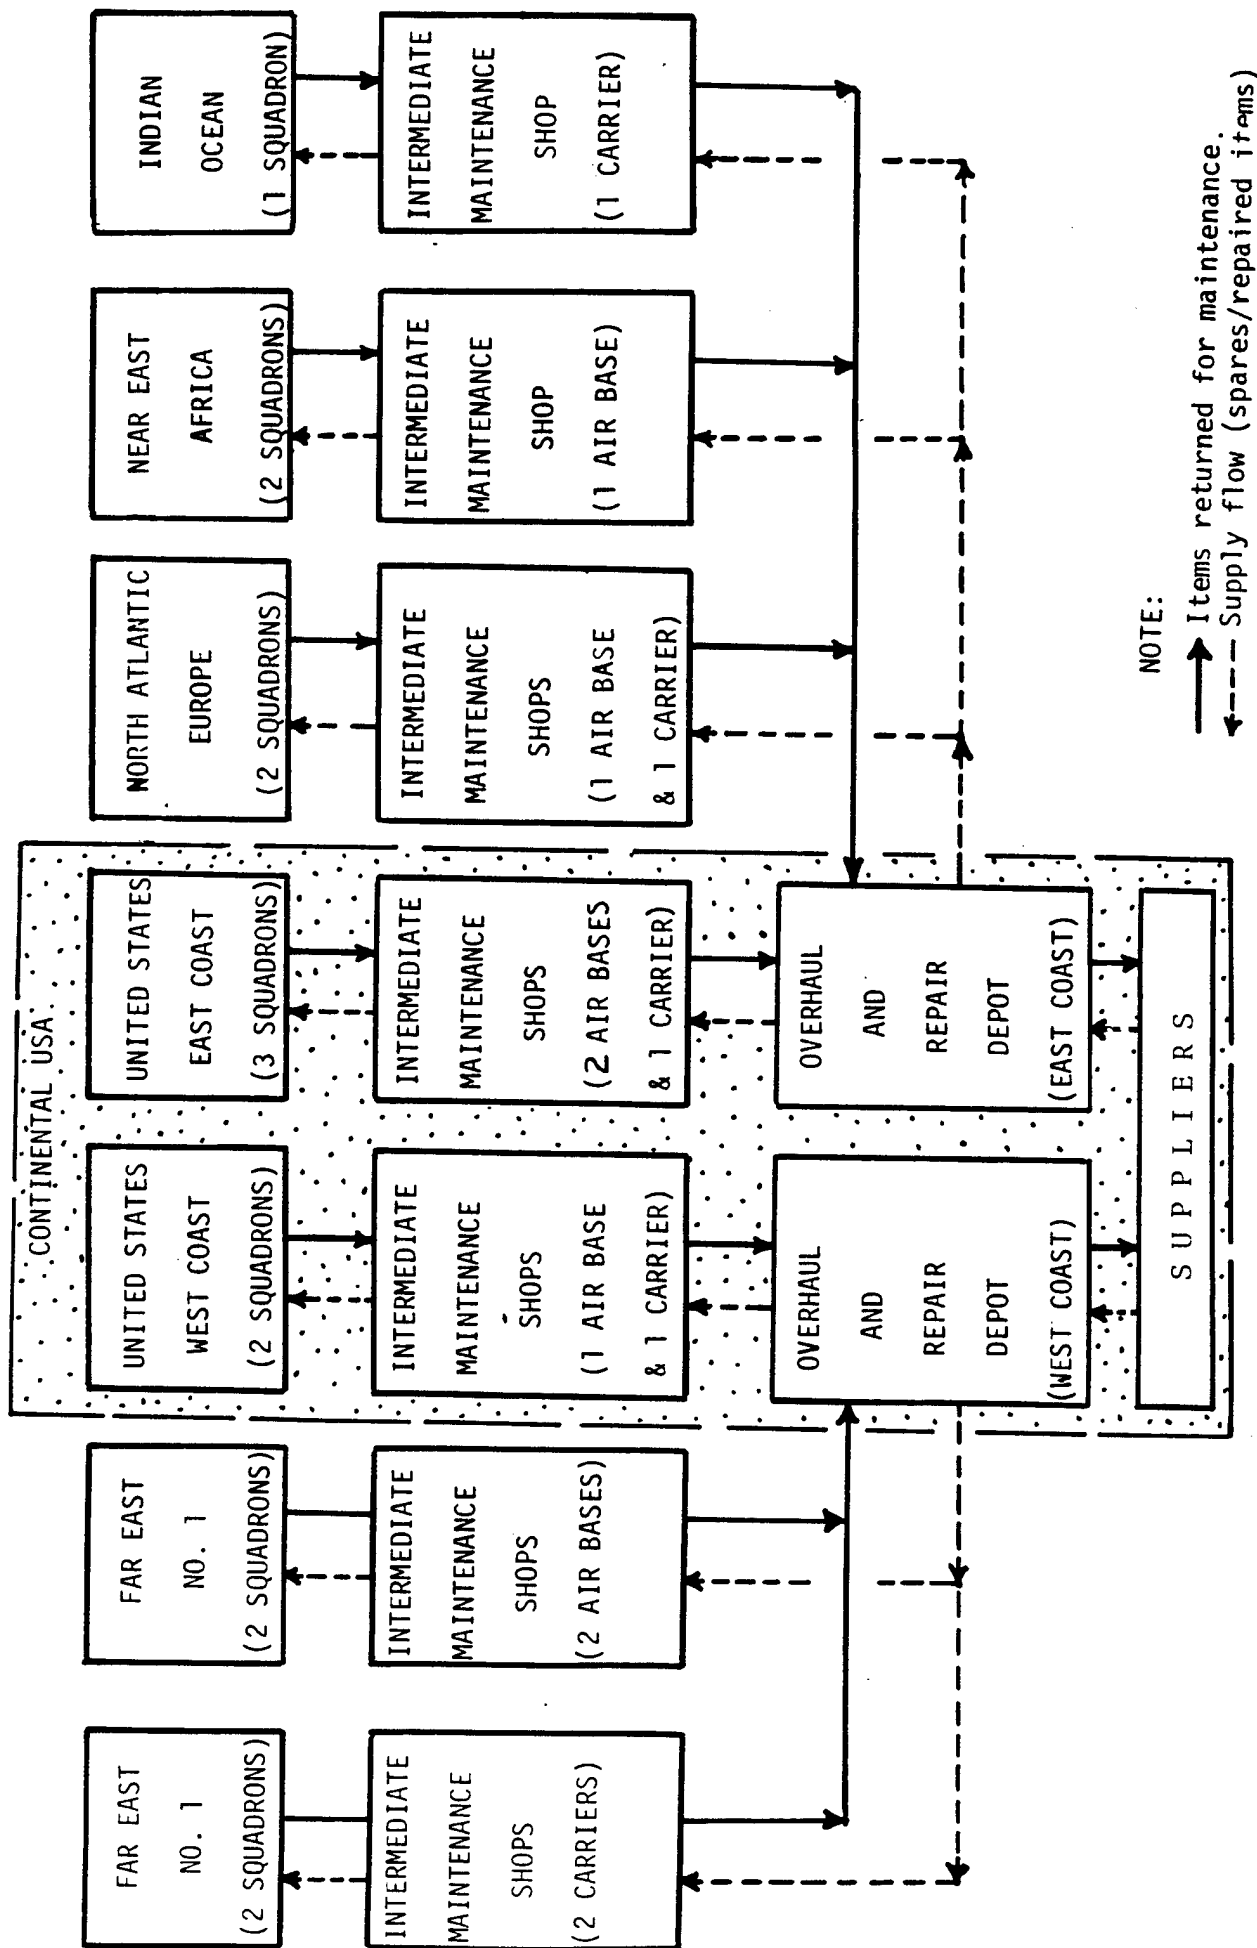 CONTINENTAL USA
FAR EAST
NO. 1
(2 SQUADRONS)
FAR EAST
NO. 1
(2 SQUADRONS)
UNITED STATES
WEST COAST
(2 SQUADRONS)
UNITED STATES
EAST COAST
(3 SQUADRONS)
NORTH ATLANTIC
EUROPE
(2 SQUADRONS)
NEAR EAST
AFRICA
(2 SQUADRONS)
INDIAN
OCEAN
(1 SQUADRON)
INTERMEDIATE
MAINTENANCE
SHOPS
(2 CARRIERS)
INTERMEDIATE
MAINTENANCE
SHOPS
(2 AIR BASES)
INTERMEDIATE
MAINTENANCE
SHOPS
(1 AIR BASE
& 1 CARRIER)
INTERMEDIATE
MAINTENANCE
SHOPS
(2 AIR BASES
& 1 CARRIER)
INTERMEDIATE
MAINTENANCE
SHOPS
(1 AIR BASE
& 1 CARRIER)
INTERMEDIATE
MAINTENANCE
SHOP
(1 AIR BASE)
INTERMEDIATE
MAINTENANCE
SHOP
(1 CARRIER)
OVERHAUL
AND
REPAIR
DEPOT
(WEST COAST)
OVERHAUL
AND
REPAIR
DEPOT
(EAST COAST)
SUPPLIERS
NOTE:
Items returned for maintenance.
Supply flow (spares/repaired items)